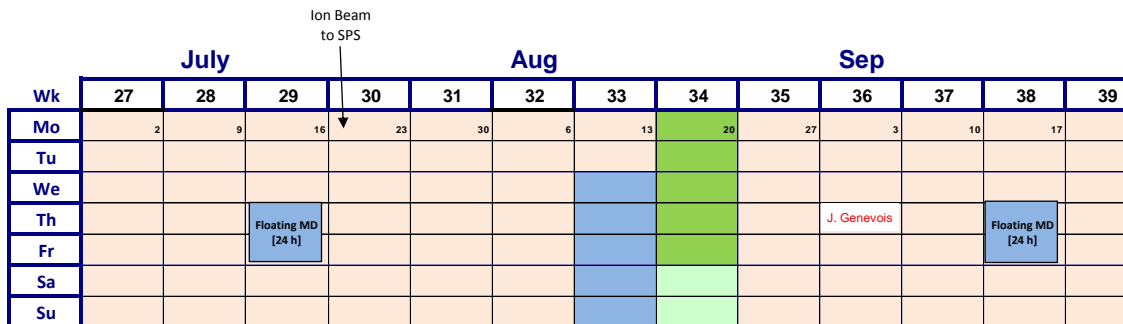 Ion Beam
to SPS
July Aug Sep
Wk 27 28 29 30 31 32 33 34 35 36 37 38 39
Mo 2 9 16 23 30 6 13 20 27 3 10 17
Tu
We
Th Floating MD J. Genevois Floating MD
[24 h] [24 h]
Fr
Sa
Su